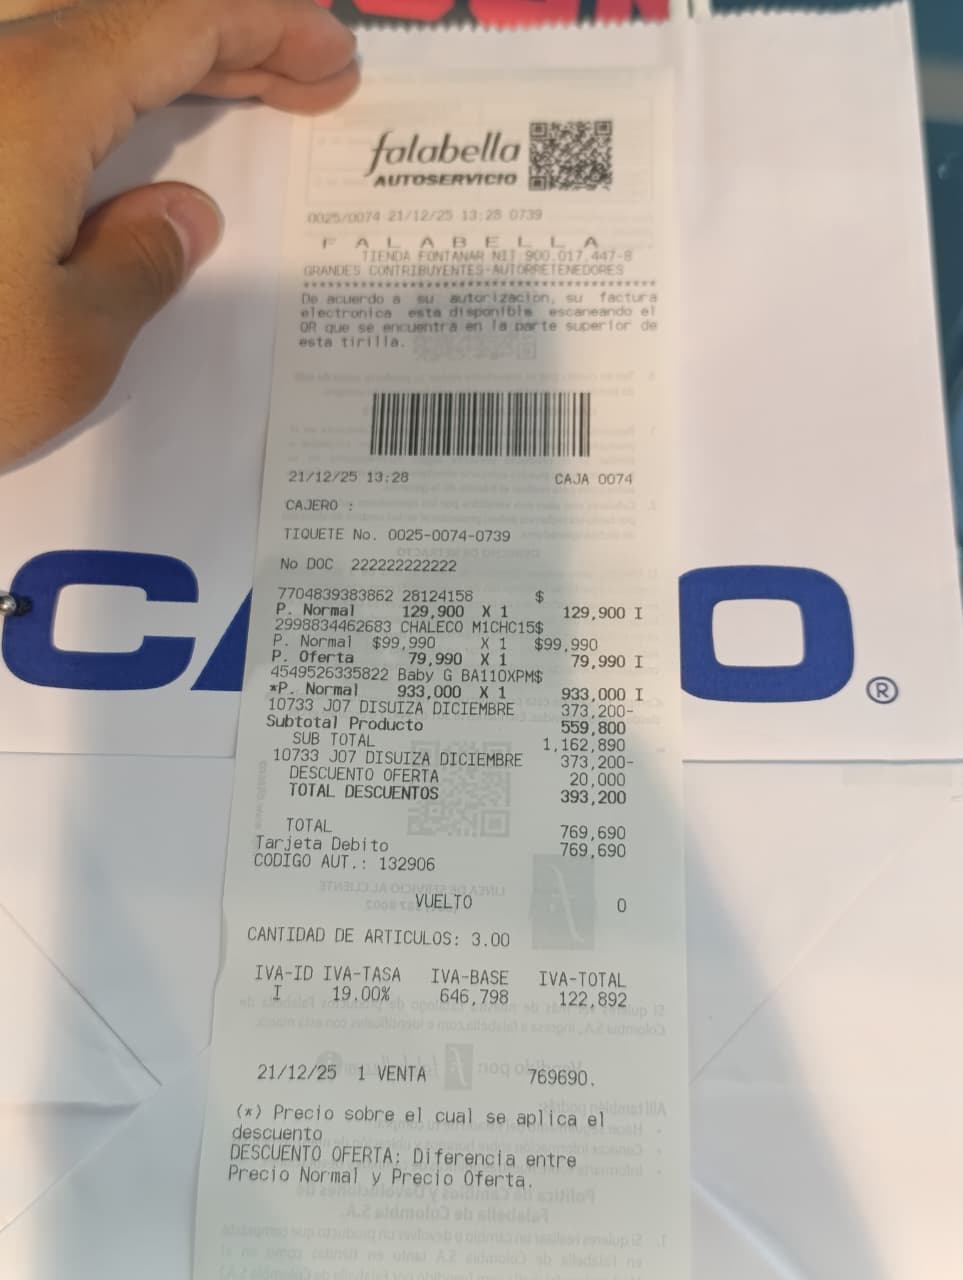 falabella
AUTOSERVICIO
0025/0074 21/12/25 13:28 0739
F A L A B E L L A
TIENDA FONTANAR NIT 900.017.447-8
GRANDES CONTRIBUYENTES-AUTORRETENEDORES
De acuerdo a su autorizacion, su factura
electronica esta disponible escaneando el
QR que se encuentra en la parte superior de
esta tirilla.
21/12/25 13:28 CAJA 0074
CAJERO :
TIQUETE No. 0025-0074-0739
No DOC 222222222222
7704839383862 28124158 $
P. Normal 129,900 X 1 129,900 I
2998834462683 CHALECO M1CHC15$
P. Normal $99,990 X 1 $99,990
P. Oferta 79,990 X 1 79,990 I
4549526335822 Baby G BA110XPM$
*P. Normal 933,000 X 1 933,000 I
10733 J07 DISUIZA DICIEMBRE 373,200-
Subtotal Producto 559,800
SUB TOTAL 1,162,890
10733 J07 DISUIZA DICIEMBRE 373,200-
DESCUENTO OFERTA 20,000
TOTAL DESCUENTOS 393,200
TOTAL 769,690
Tarjeta Debito 769,690
CODIGO AUT.: 132906
VUELTO 0
CANTIDAD DE ARTICULOS: 3.00
IVA-ID IVA-TASA IVA-BASE IVA-TOTAL
I 19.00% 646,798 122,892
21/12/25 1 VENTA 769690.
(*) Precio sobre el cual se aplica el
descuento
DESCUENTO OFERTA: Diferencia entre
Precio Normal y Precio Oferta.
CA O®